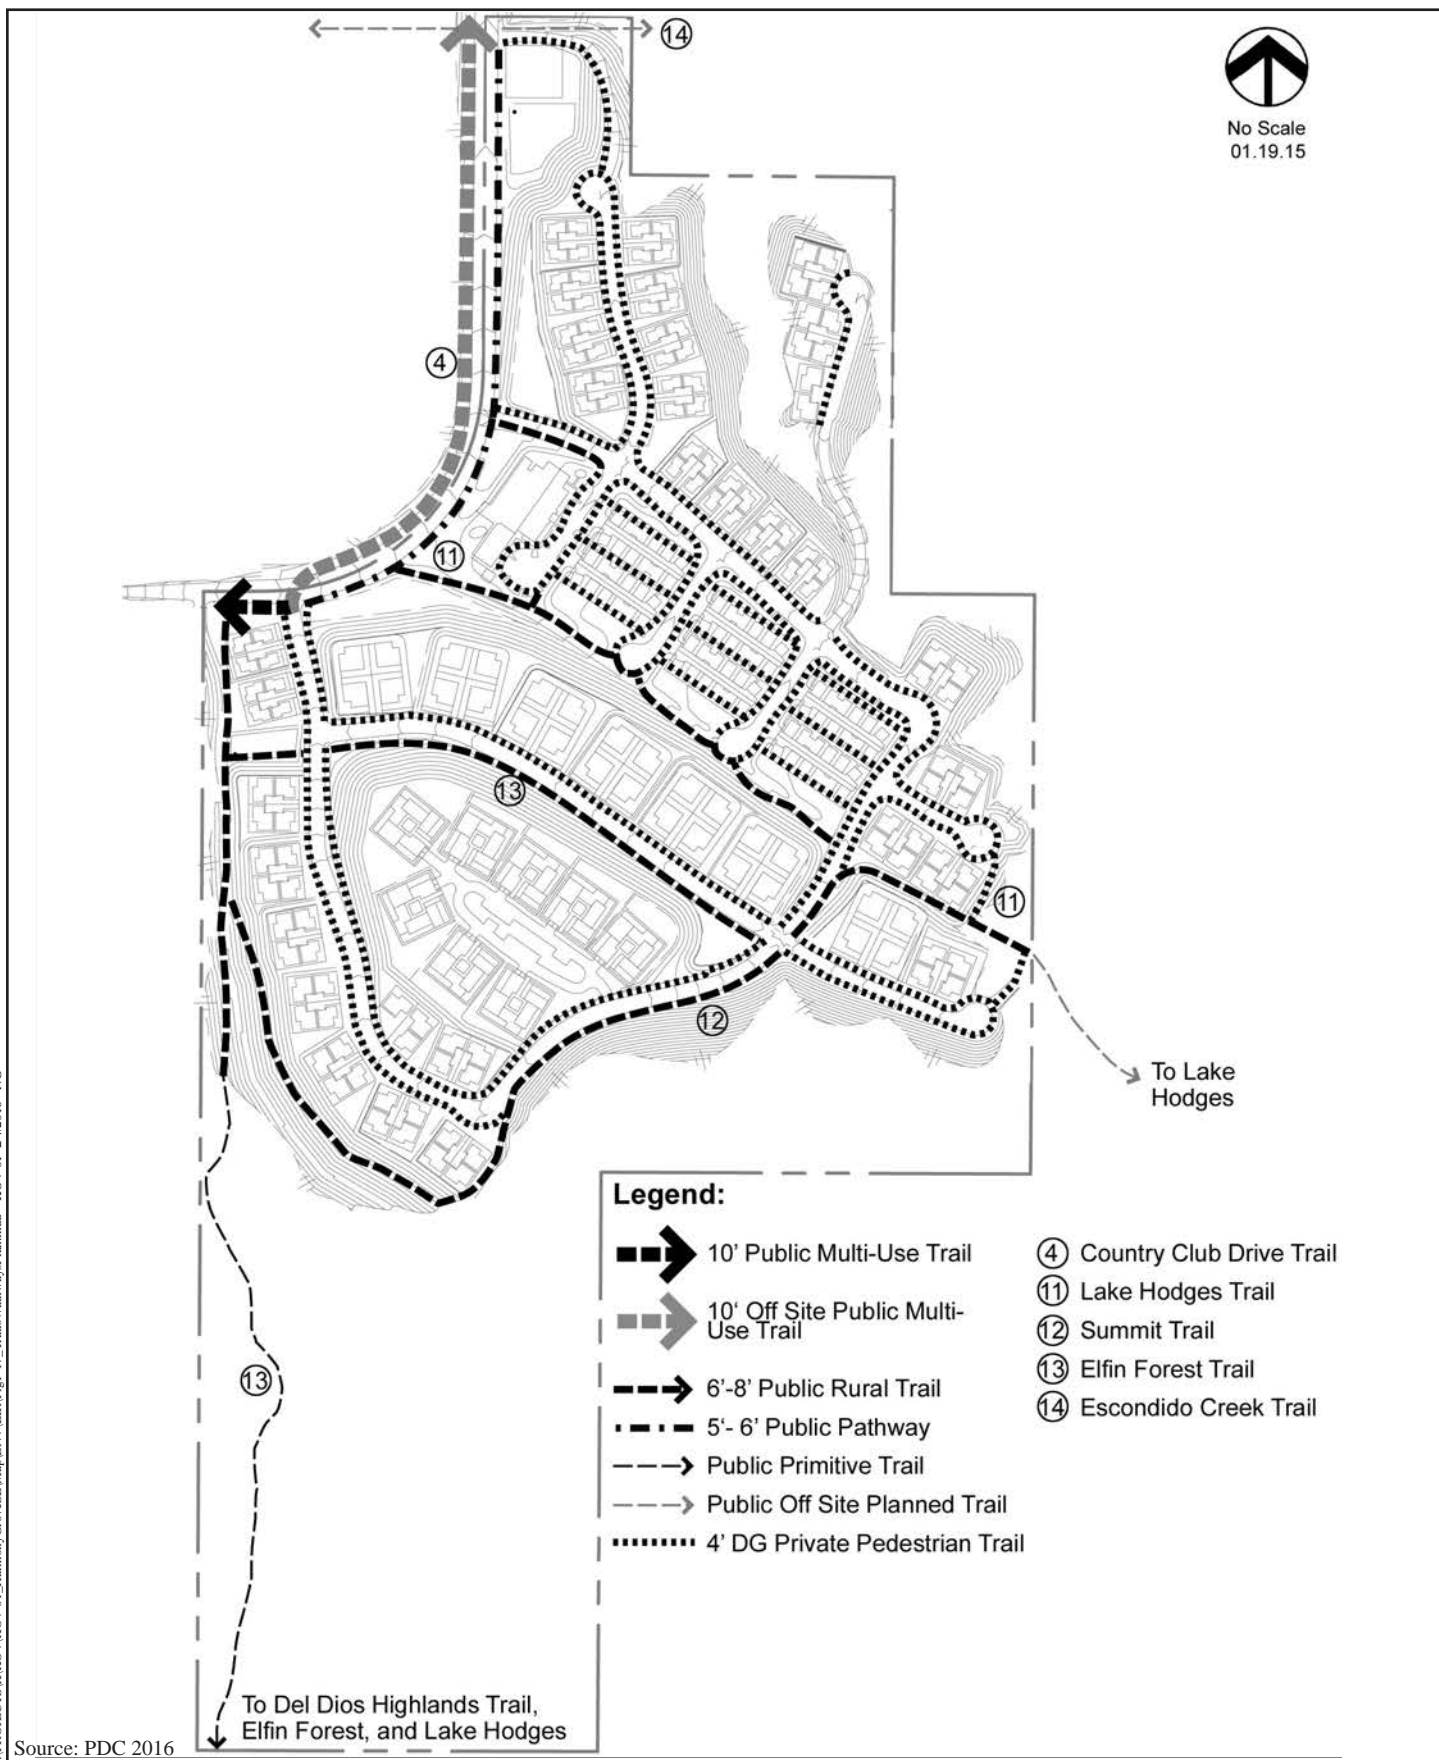 14
No Scale
01.19.15
4
11
13
11
12
To Lake
Hodges
13
Legend:
10’ Public Multi-Use Trail
10‘ Off Site Public Multi-
Use Trail
6’-8’ Public Rural Trail
5‘- 6’ Public Pathway
Public Primitive Trail
Public Off Site Planned Trail
4’ DG Private Pedestrian Trail
4 Country Club Drive Trail
11 Lake Hodges Trail
12 Summit Trail
13 Elfin Forest Trail
14 Escondido Creek Trail
To Del Dios Highlands Trail,
Elfin Forest, and Lake Hodges
Source: PDC 2016